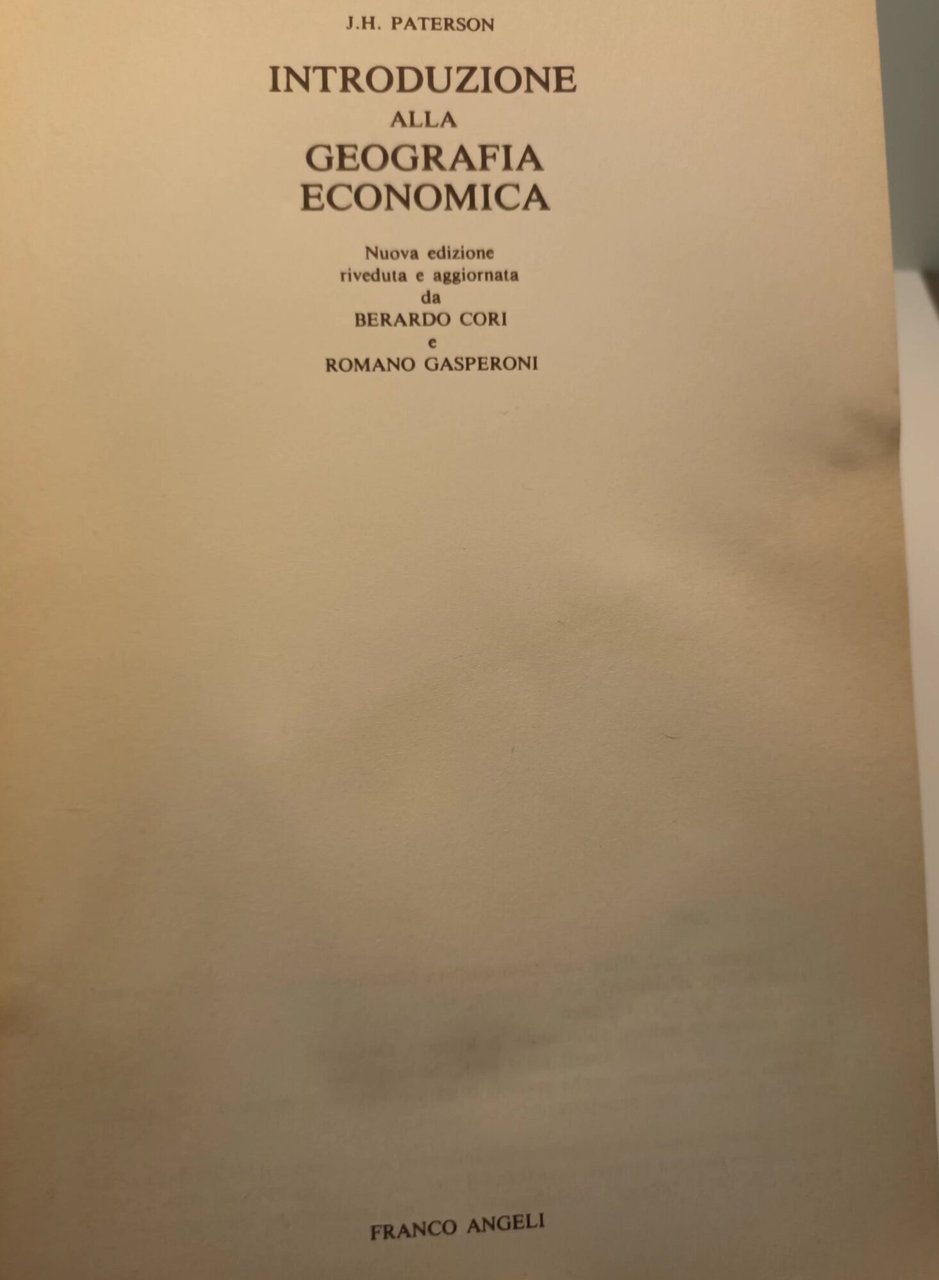 J.H. PATERSON
INTRODUZIONE
ALLA
GEOGRAFIA
ECONOMICA
Nuova edizione
riveduta e aggiornata
da
BERARDO CORI
e
ROMANO GASPERONI
FRANCO ANGELI